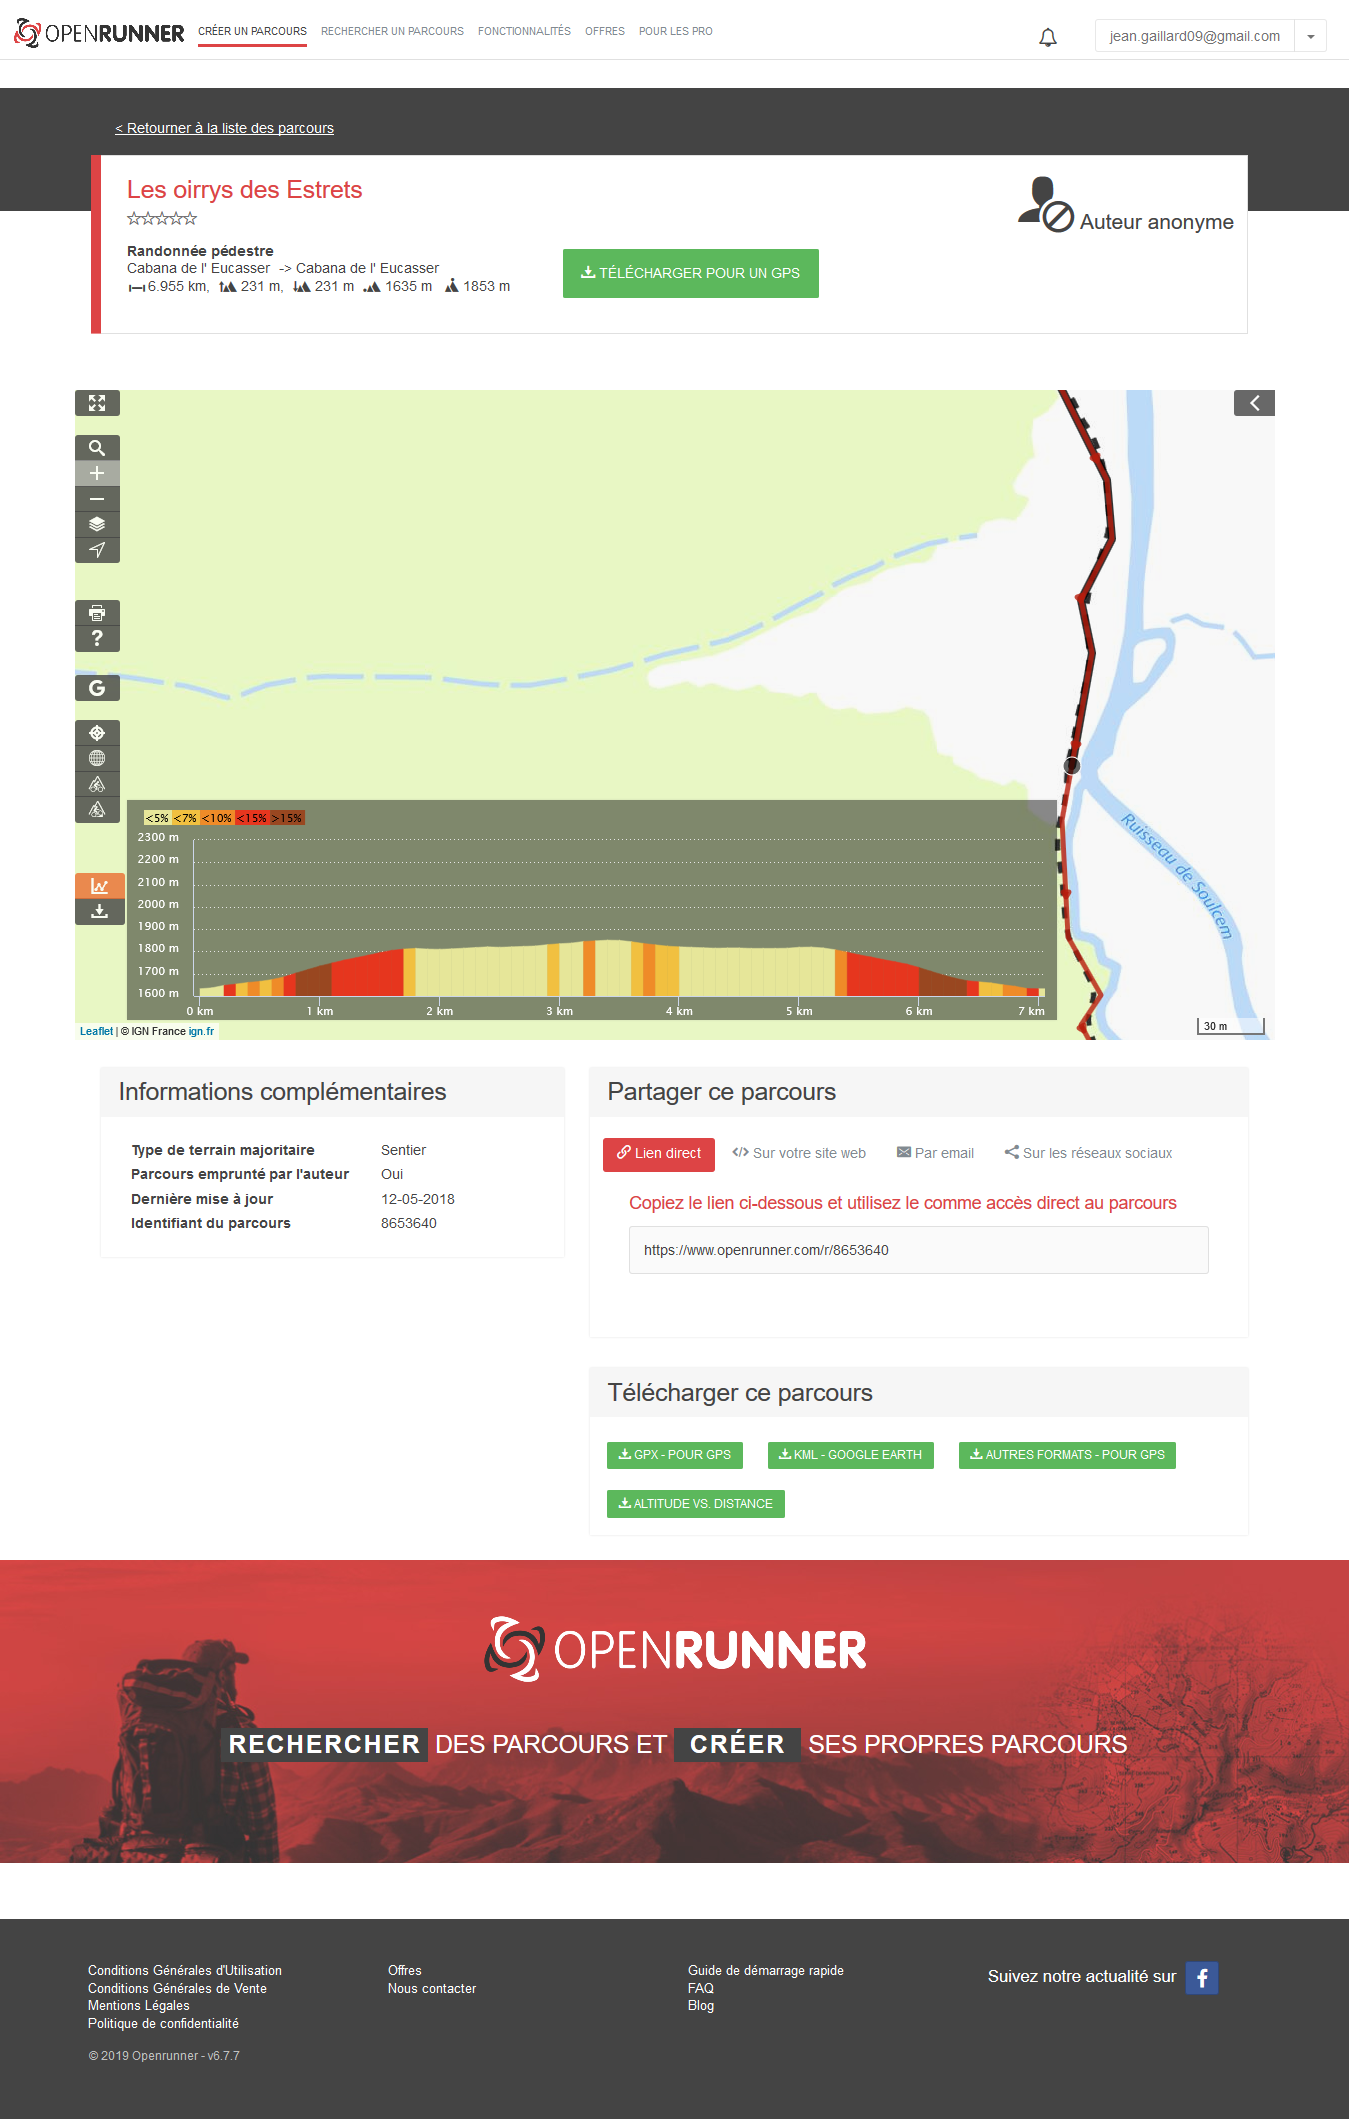 OPENRUNNER CRÉER UN PARCOURS RECHERCHER UN PARCOURS FONCTIONNALITÉS OFFRES POUR LES PRO jean.gaillard09@gmail.com
< Retourner à la liste des parcours
Les oirrys des Estrets
Auteur anonyme
Randonnée pédestre
Cabana de l' Eucasser -> Cabana de l' Eucasser
6.955 km, 231 m, 231 m 1635 m 1853 m
TÉLÉCHARGER POUR UN GPS
Ruisseau de Soulcem
<5% <7% <10% <15% >15%
2300 m
2200 m
2100 m
2000 m
1900 m
1800 m
1700 m
1600 m
0 km 1 km 2 km 3 km 4 km 5 km 6 km 7 km
Leaflet | © IGN France ign.fr
30 m
Informations complémentaires
Type de terrain majoritaire Sentier
Parcours emprunté par l'auteur Oui
Dernière mise à jour 12-05-2018
Identifiant du parcours 8653640
Partager ce parcours
Lien direct Sur votre site web Par email Sur les réseaux sociaux
Copiez le lien ci-dessous et utilisez le comme accès direct au parcours
https://www.openrunner.com/r/8653640
Télécharger ce parcours
GPX - POUR GPS KML - GOOGLE EARTH AUTRES FORMATS - POUR GPS
ALTITUDE VS. DISTANCE
OPENRUNNER
RECHERCHER DES PARCOURS ET CRÉER SES PROPRES PARCOURS
Conditions Générales d'Utilisation
Conditions Générales de Vente
Mentions Légales
Politique de confidentialité
© 2019 Openrunner - v6.7.7
Offres
Nous contacter
Guide de démarrage rapide
FAQ
Blog
Suivez notre actualité sur